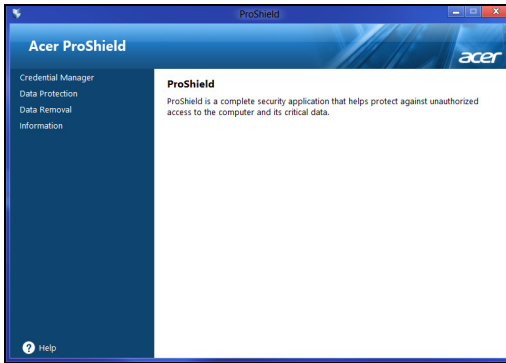 ProShield
Acer ProShield
acer
Credential Manager
Data Protection
Data Removal
Information
ProShield
ProShield is a complete security application that helps protect against unauthorized
access to the computer and its critical data.
? Help